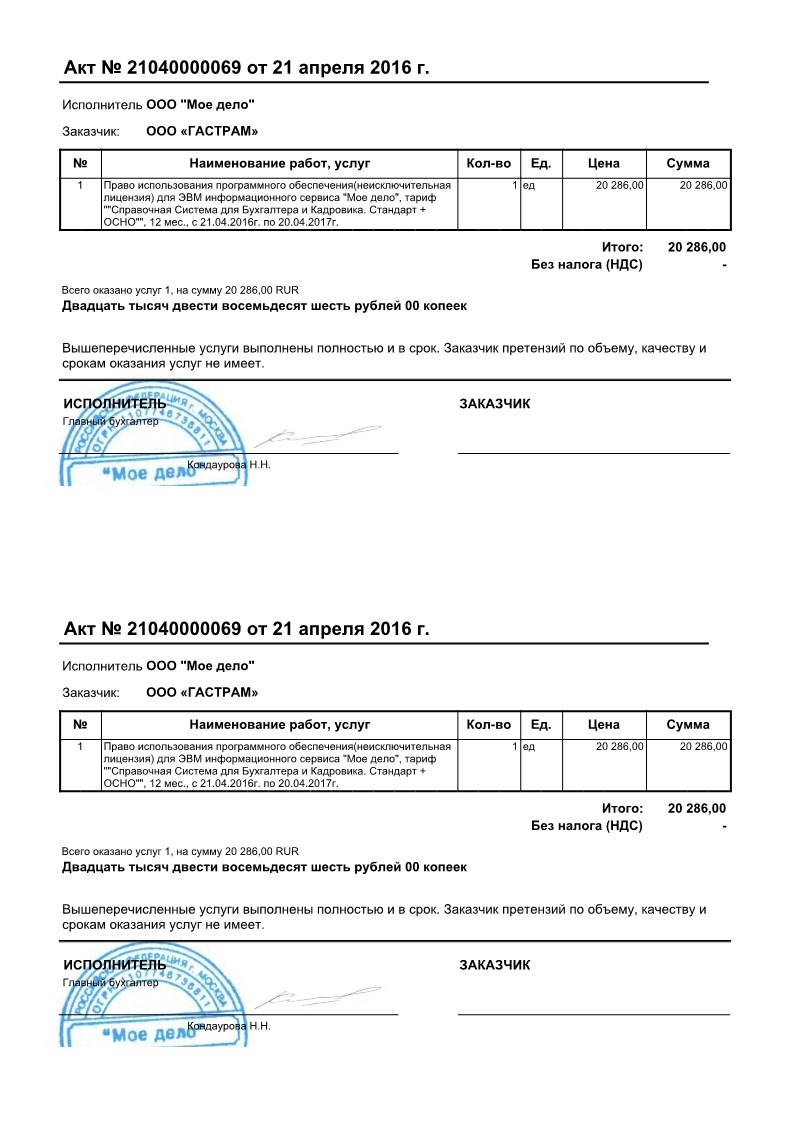 Акт № 21040000069 от 21 апреля 2016 г.
Исполнитель ООО "Мое дело"
Заказчик: ООО «ГАСТРАМ»
№ Наименование работ, услуг Кол-во Ед. Цена Сумма
1 Право использования программного обеспечения(неисключительная 1 ед 20 286,00 20 286,00
лицензия) для ЭВМ информационного сервиса "Мое дело", тариф
""Справочная Система для Бухгалтера и Кадровика. Стандарт +
ОСНО"", 12 мес., с 21.04.2016г. по 20.04.2017г.
Итого: 20 286,00
Без налога (НДС) -
Всего оказано услуг 1, на сумму 20 286,00 RUR
Двадцать тысяч двести восемьдесят шесть рублей 00 копеек
Вышеперечисленные услуги выполнены полностью и в срок. Заказчик претензий по объему, качеству и
срокам оказания услуг не имеет.
ИСПОЛНИТЕЛЬ ЗАКАЗЧИК
Главный бухгалтер
РОССИЙСКАЯ ФЕДЕРАЦИЯ г. МОСКВА
ОГРН 1107746738811
"Мое дело"
Кондаурова Н.Н.
Акт № 21040000069 от 21 апреля 2016 г.
Исполнитель ООО "Мое дело"
Заказчик: ООО «ГАСТРАМ»
№ Наименование работ, услуг Кол-во Ед. Цена Сумма
1 Право использования программного обеспечения(неисключительная 1 ед 20 286,00 20 286,00
лицензия) для ЭВМ информационного сервиса "Мое дело", тариф
""Справочная Система для Бухгалтера и Кадровика. Стандарт +
ОСНО"", 12 мес., с 21.04.2016г. по 20.04.2017г.
Итого: 20 286,00
Без налога (НДС) -
Всего оказано услуг 1, на сумму 20 286,00 RUR
Двадцать тысяч двести восемьдесят шесть рублей 00 копеек
Вышеперечисленные услуги выполнены полностью и в срок. Заказчик претензий по объему, качеству и
срокам оказания услуг не имеет.
ИСПОЛНИТЕЛЬ ЗАКАЗЧИК
Главный бухгалтер
РОССИЙСКАЯ ФЕДЕРАЦИЯ г. МОСКВА
ОГРН 1107746738811
"Мое дело"
Кондаурова Н.Н.